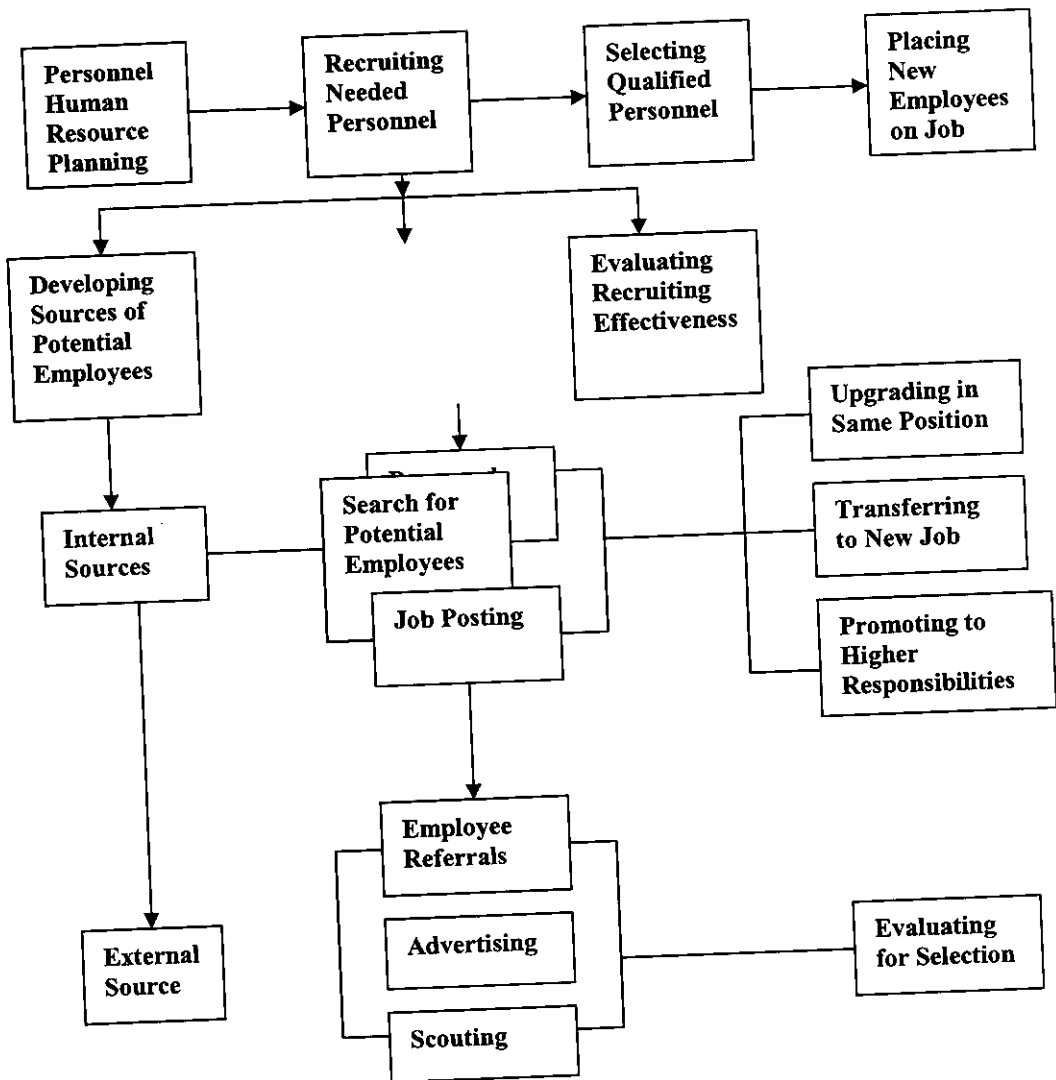 Personnel
Human
Resource
Planning
Recruiting
Needed
Personnel
Selecting
Qualified
Personnel
Placing
New
Employees
on Job
Developing
Sources of
Potential
Employees
Evaluating
Recruiting
Effectiveness
Upgrading in
Same Position
Internal
Sources
Search for
Potential
Employees
Transferring
to New Job
Job Posting
Promoting to
Higher
Responsibilities
Employee
Referrals
Advertising
Scouting
External
Source
Evaluating
for Selection